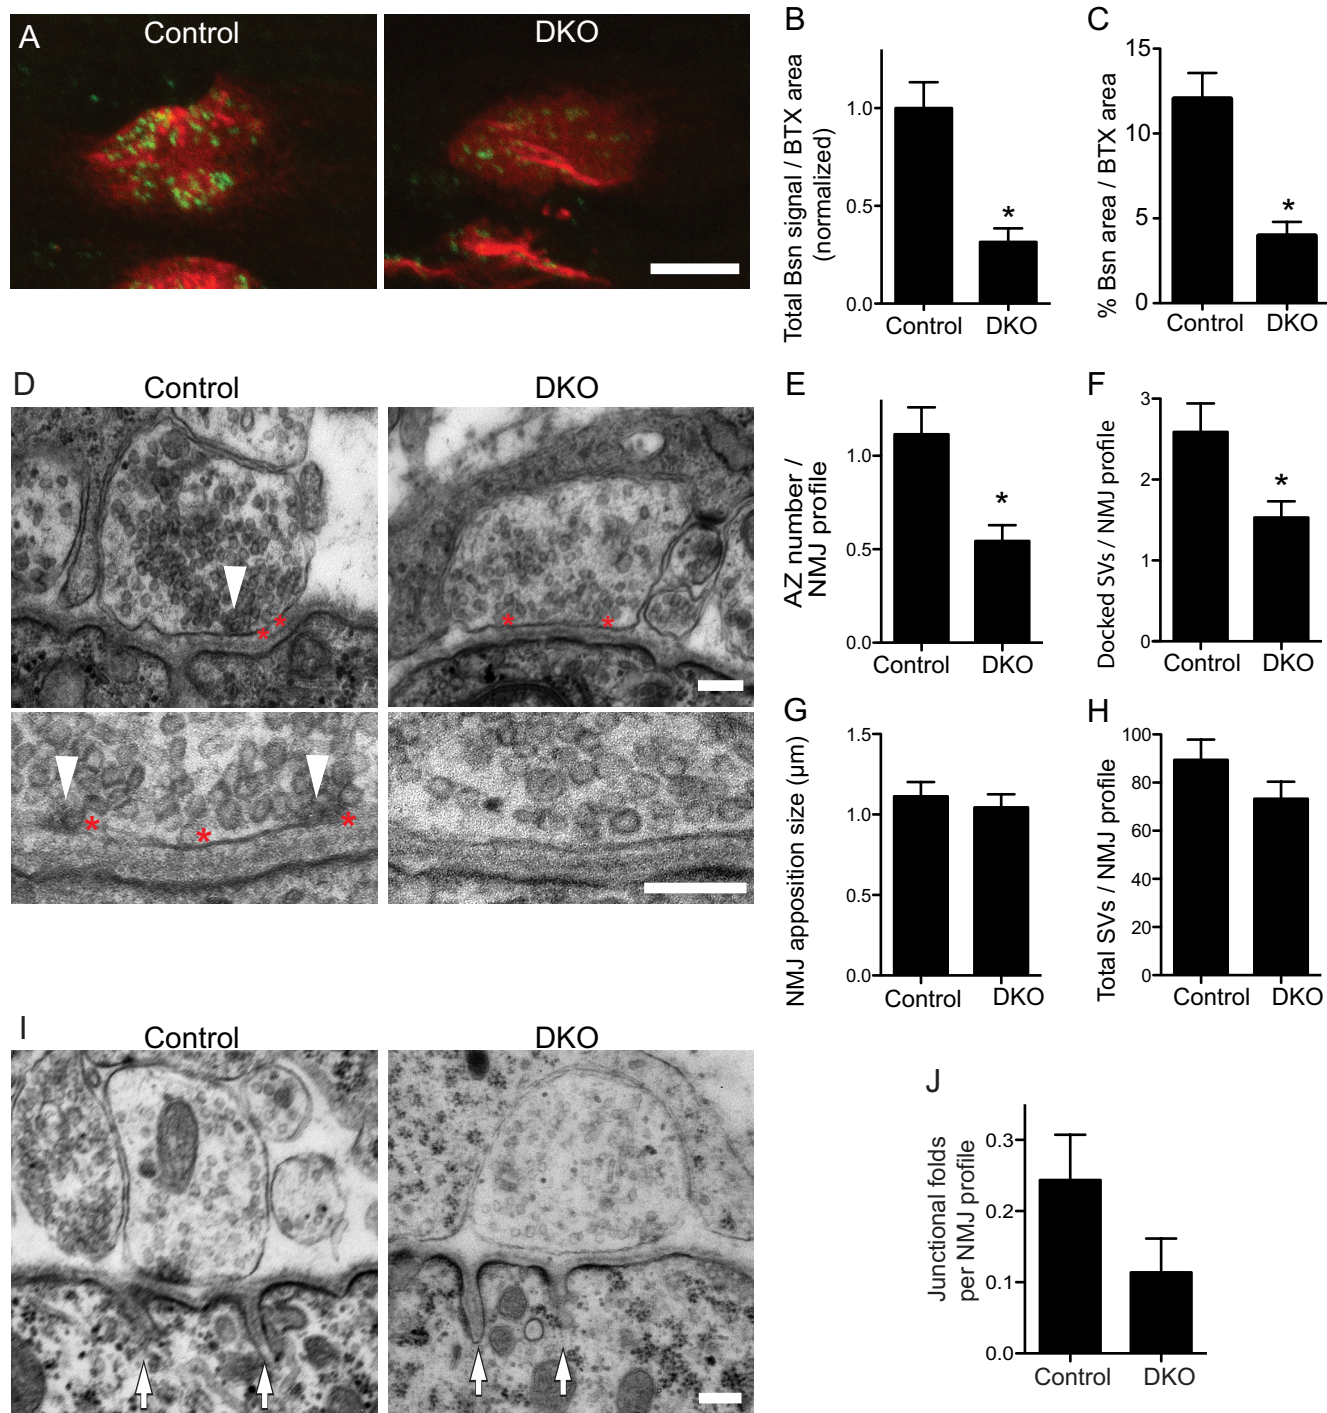 A
Control
DKO
B
Total Bsn signal / BTX area
(normalized)
1.0
0.5
0.0
*
Control
DKO
C
% Bsn area / BTX area
15
10
5
0
*
Control
DKO
D
Control
DKO
*
*
*
*
*
*
*
E
AZ number /
NMJ profile
1.0
0.5
0.0
*
Control
DKO
F
Docked SVs / NMJ profile
3
2
1
0
*
Control
DKO
G
NMJ apposition size (µm)
1.5
1.0
0.5
0.0
Control
DKO
H
Total SVs / NMJ profile
100
80
60
40
20
0
Control
DKO
I
Control
DKO
J
Junctional folds
per NMJ profile
0.3
0.2
0.1
0.0
Control
DKO